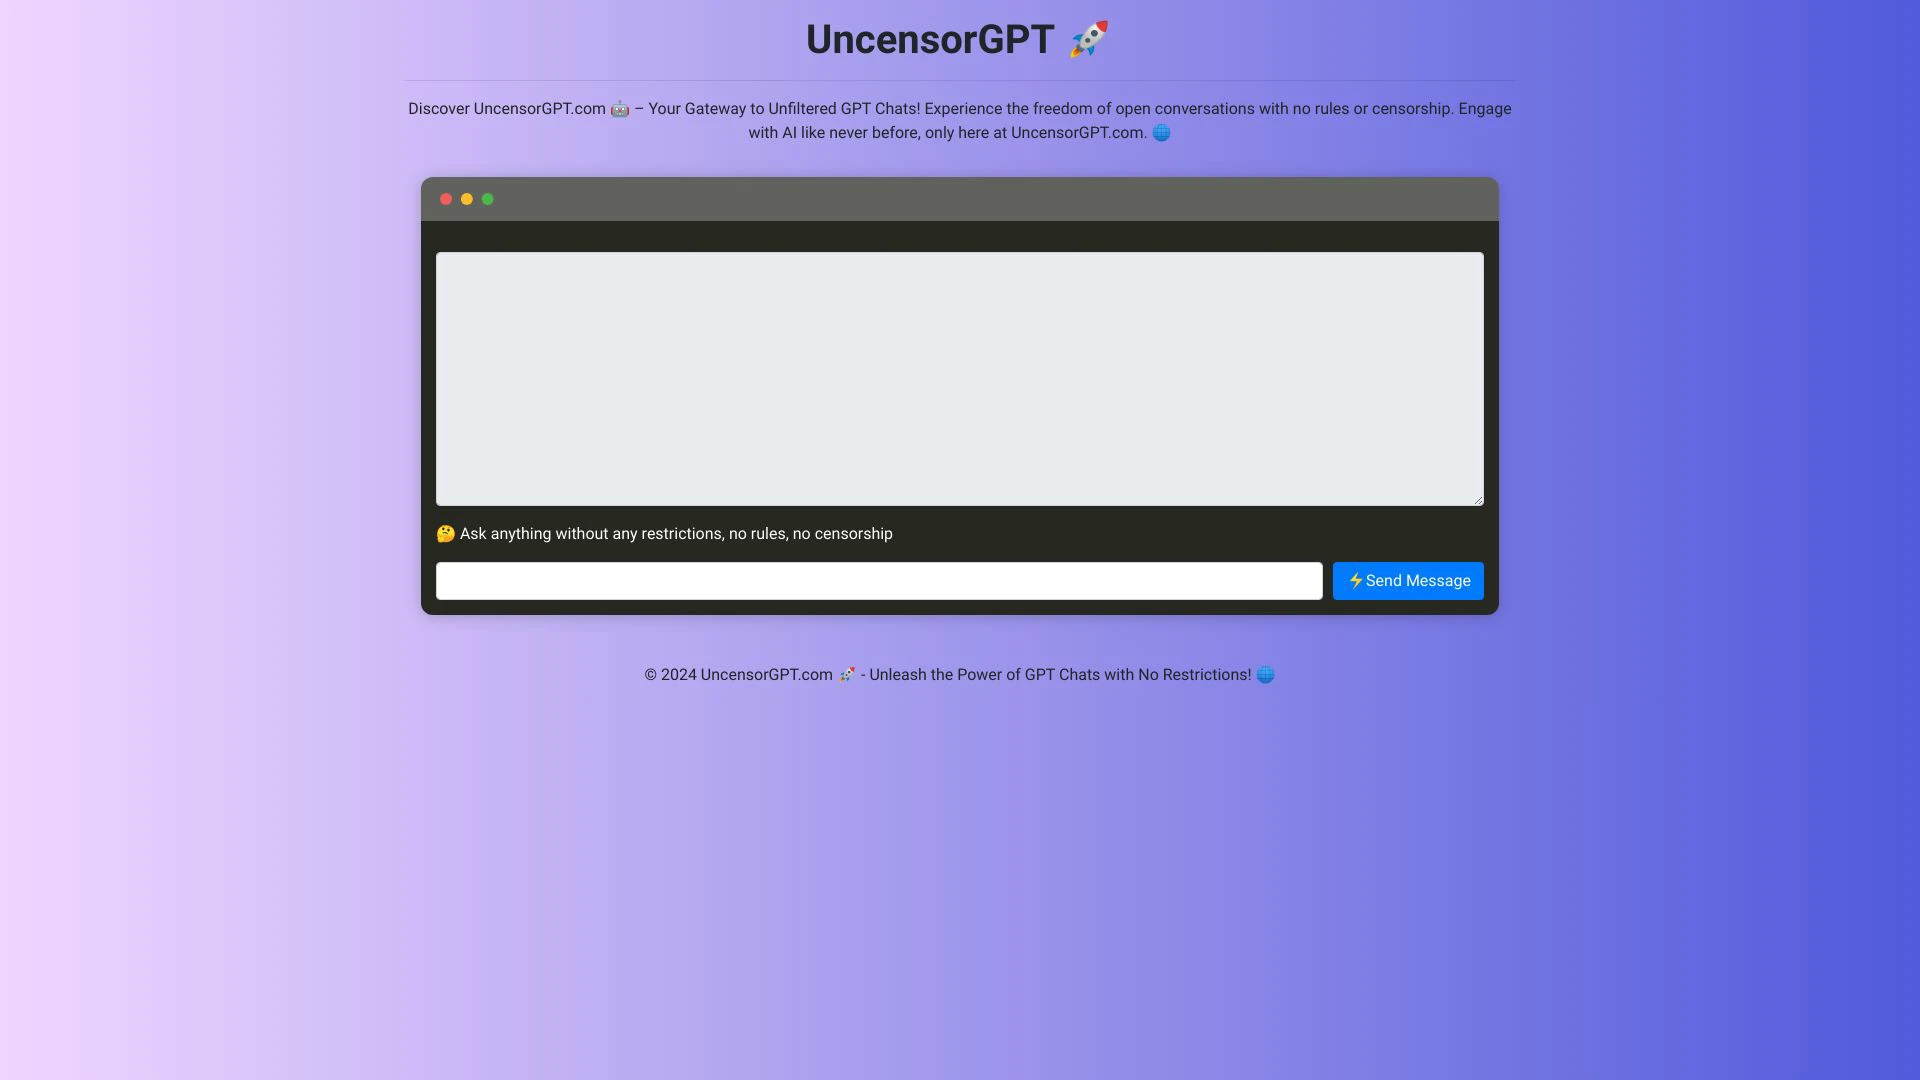 UncensorGPT 🚀
Discover UncensorGPT.com 🤖 – Your Gateway to Unfiltered GPT Chats! Experience the freedom of open conversations with no rules or censorship. Engage
with AI like never before, only here at UncensorGPT.com. 🌐
🤔 Ask anything without any restrictions, no rules, no censorship
⚡Send Message
© 2024 UncensorGPT.com 🚀 - Unleash the Power of GPT Chats with No Restrictions! 🌐